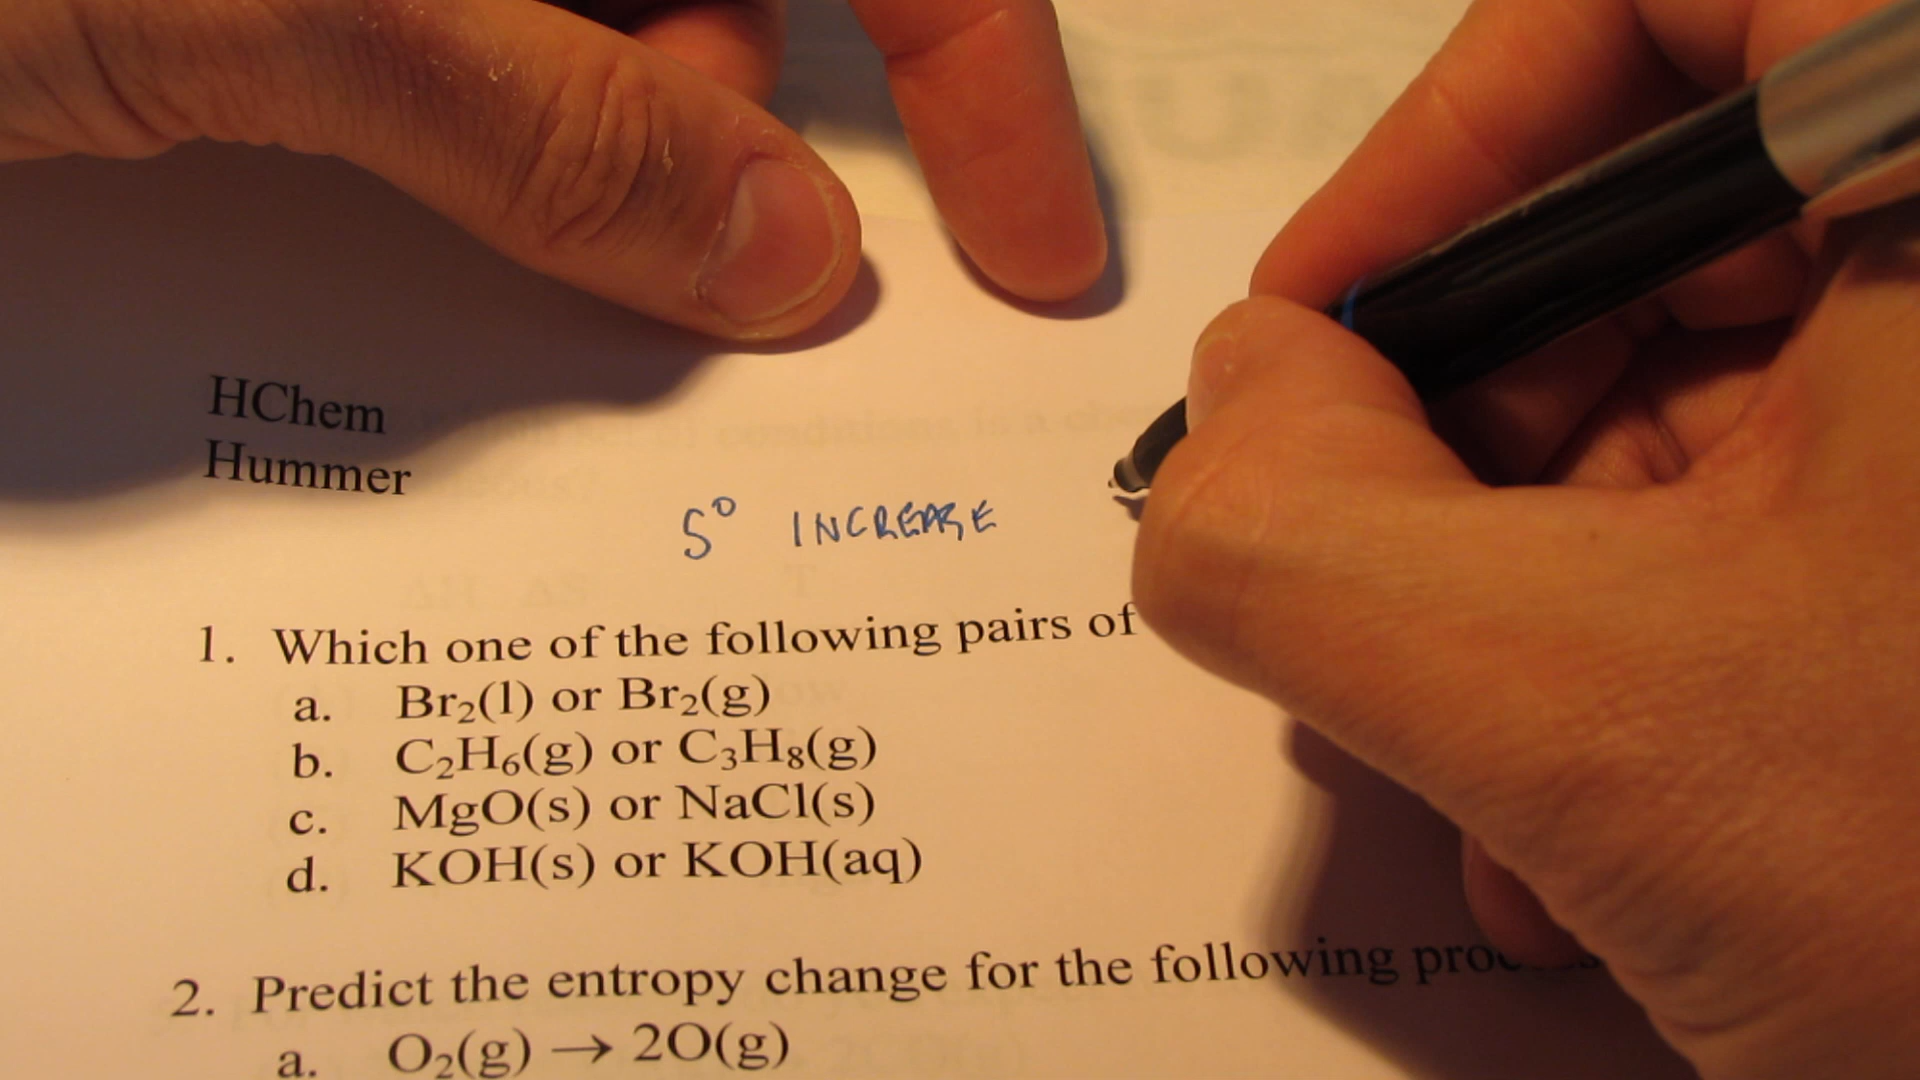 HChem
Hummer
S° INCREASE
1. Which one of the following pairs of
a. Br₂(l) or Br₂(g)
b. C₂H₆(g) or C₃H₈(g)
c. MgO(s) or NaCl(s)
d. KOH(s) or KOH(aq)
2. Predict the entropy change for the following
a. O₂(g) → 2O(g)